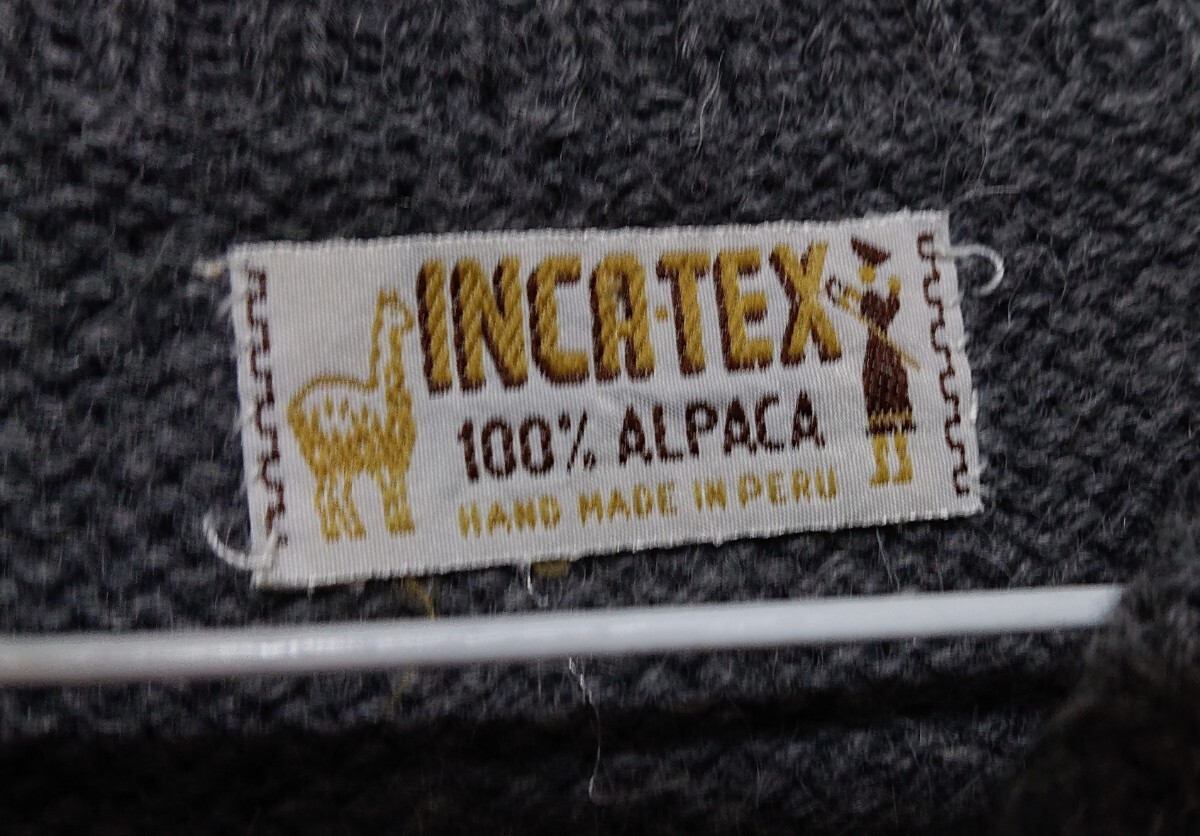 INCA·TEX
100% ALPACA
HAND MADE IN PERU